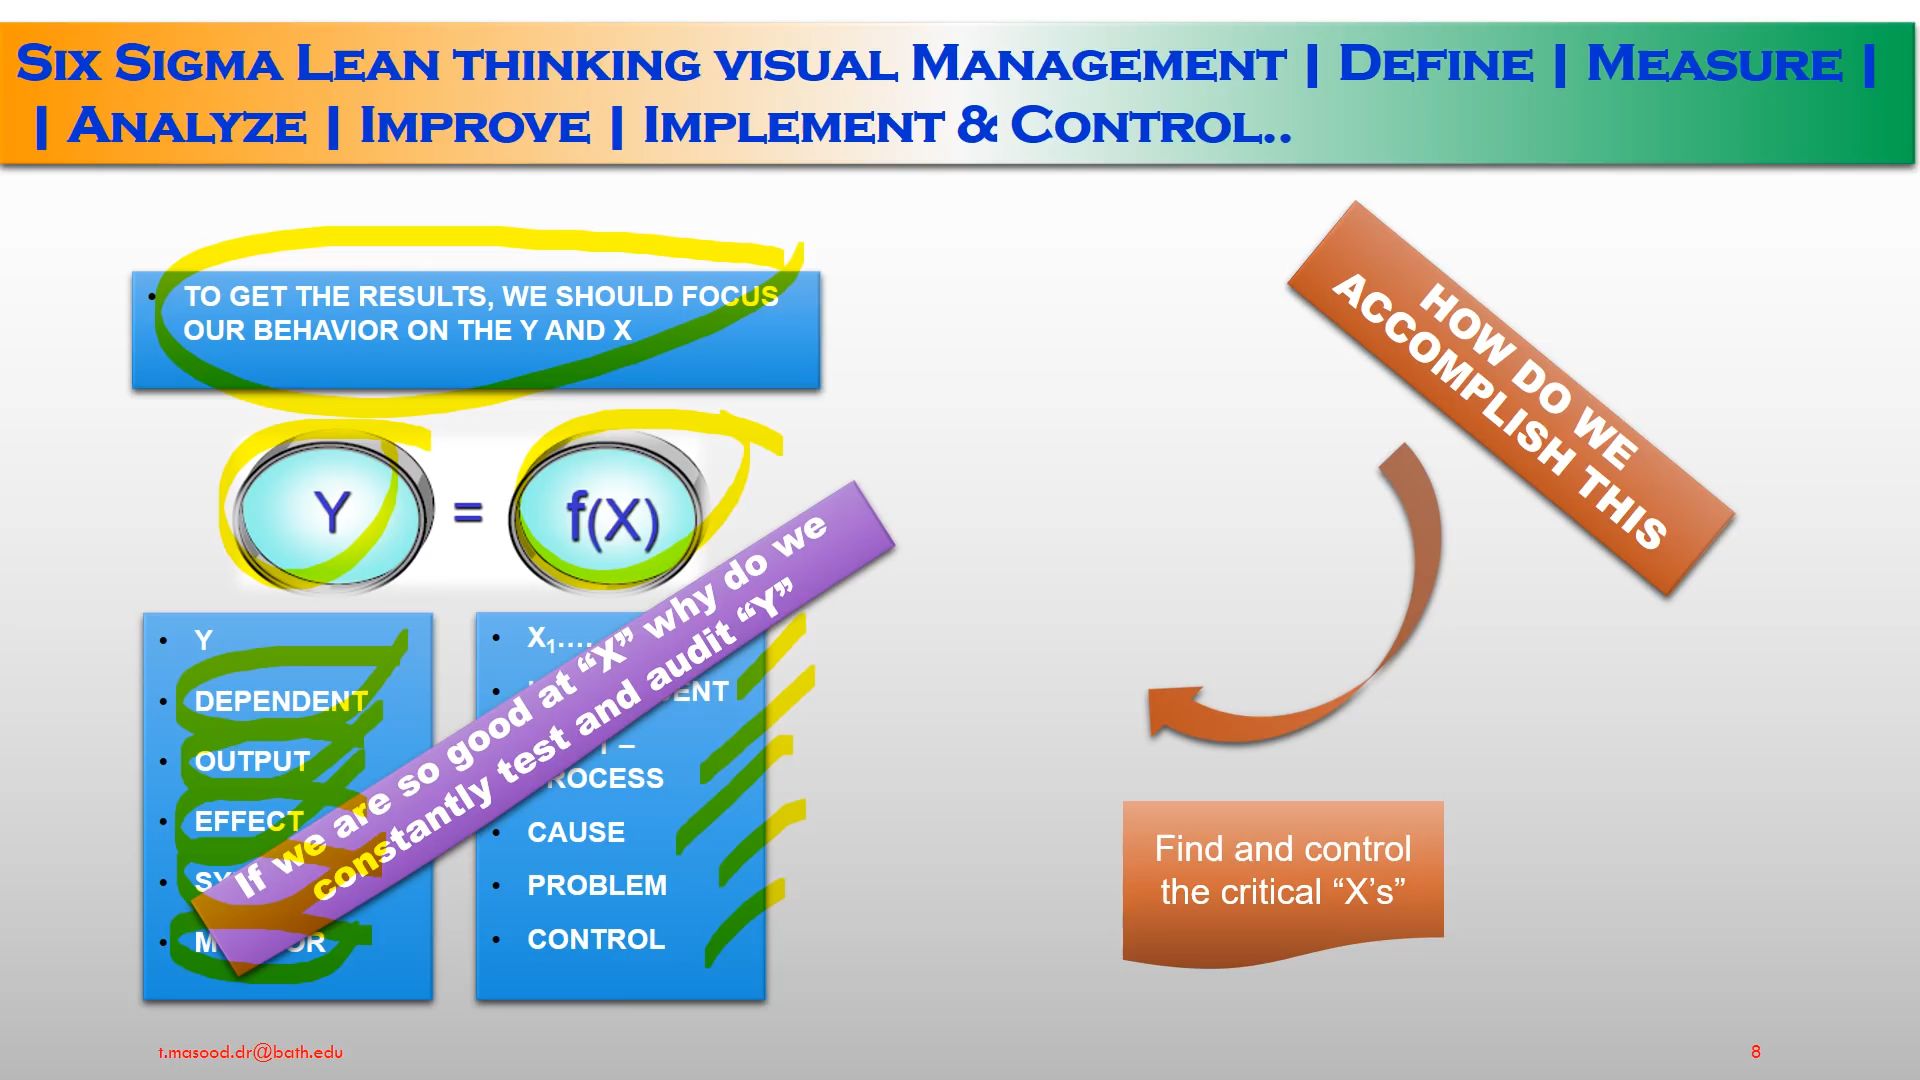 Six Sigma Lean thinking visual Management | Define | Measure |
| Analyze | Improve | Implement & Control..
• TO GET THE RESULTS, WE SHOULD FOCUS
OUR BEHAVIOR ON THE Y AND X
Y = f(X)
• Y
• DEPENDENT
• OUTPUT
• EFFECT
•
•
• X1.....
•
–
• CAUSE
• PROBLEM
• CONTROL
If we are so good at “X” why do we
constantly test and audit “Y”
HOW DO WE
ACCOMPLISH THIS
Find and control
the critical “X’s”
t.masood.dr@bath.edu
8